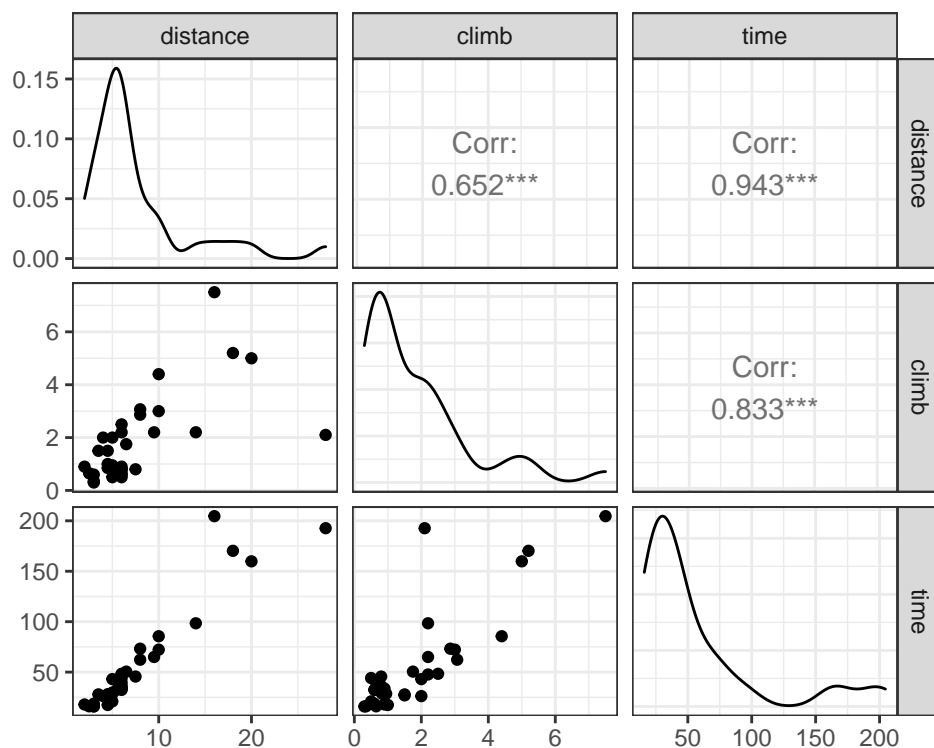 distance climb time
0.15
0.10
0.05
0.00
Corr:
0.652***
Corr:
0.943***
distance
6
4
2
0
Corr:
0.833***
climb
200
150
100
50
time
10 20
0 2 4 6
50 100 150 200